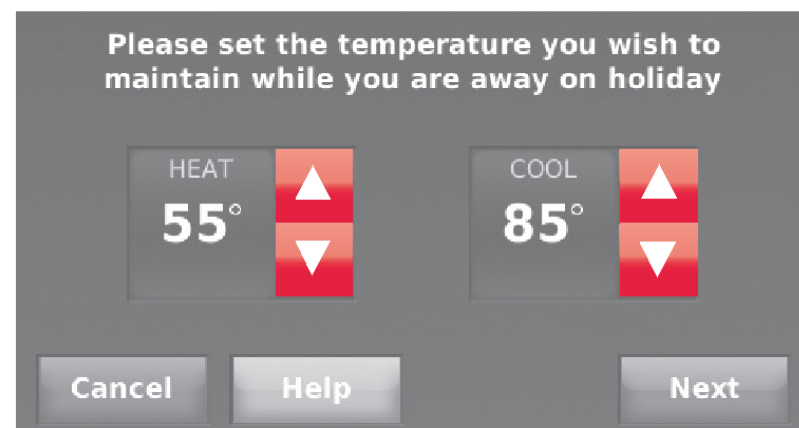 Please set the temperature you wish to
maintain while you are away on holiday
HEAT
55°
COOL
85°
Cancel
Help
Next